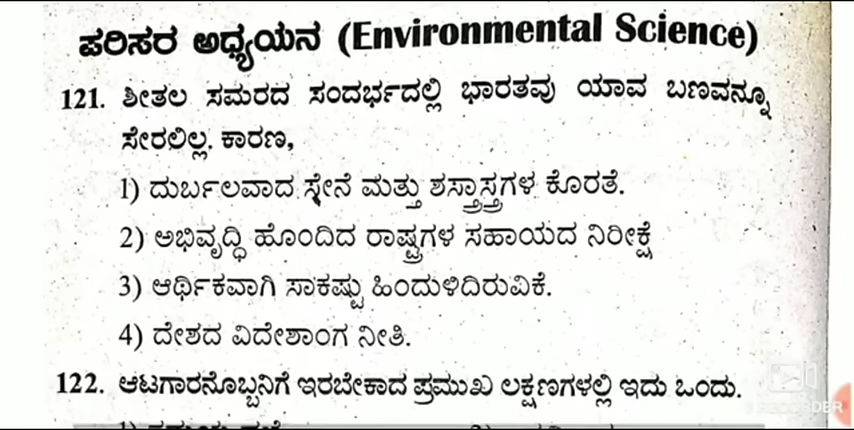 ಪರಿಸರ ಅಧ್ಯಯನ (Environmental Science)
121. ಶೀತಲ ಸಮರದ ಸಂದರ್ಭದಲ್ಲಿ ಭಾರತವು ಯಾವ ಬಣವನ್ನೂ
ಸೇರಲಿಲ್ಲ. ಕಾರಣ,
1) ದುರ್ಬಲವಾದ ಸೈನೆ ಮತ್ತು ಶಸ್ತ್ರಾಸ್ತ್ರಗಳ ಕೊರತೆ.
2) ಅಭಿವೃದ್ಧಿ ಹೊಂದಿದ ರಾಷ್ಟ್ರಗಳ ಸಹಾಯದ ನಿರೀಕ್ಷೆ
3) ಆರ್ಥಿಕವಾಗಿ ಸಾಕಷ್ಟು ಹಿಂದುಳಿದಿರುವಿಕೆ.
4) ದೇಶದ ವಿದೇಶಾಂಗ ನೀತಿ.
122. ಆಟಗಾರನೊಬ್ಬನಿಗೆ ಇರಬೇಕಾದ ಪ್ರಮುಖ ಲಕ್ಷಣಗಳಲ್ಲಿ ಇದು ಒಂದು.
RECORDER